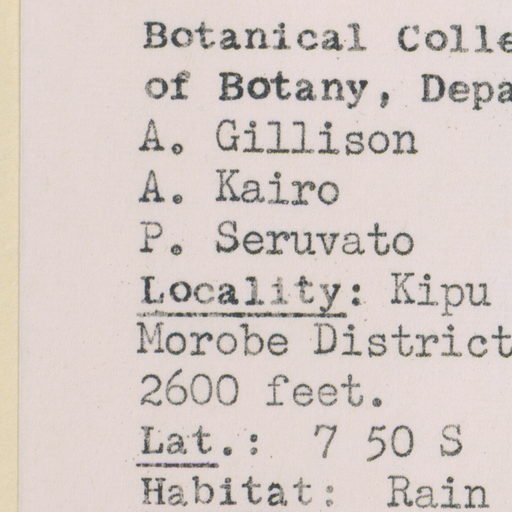 Botanical Colle
of Botany, Depa
A. Gillison
A. Kairo
P. Seruvato
Locality: Kipu
Morobe District
2600 feet.
Lat.: 7 50 S
Habitat: Rain